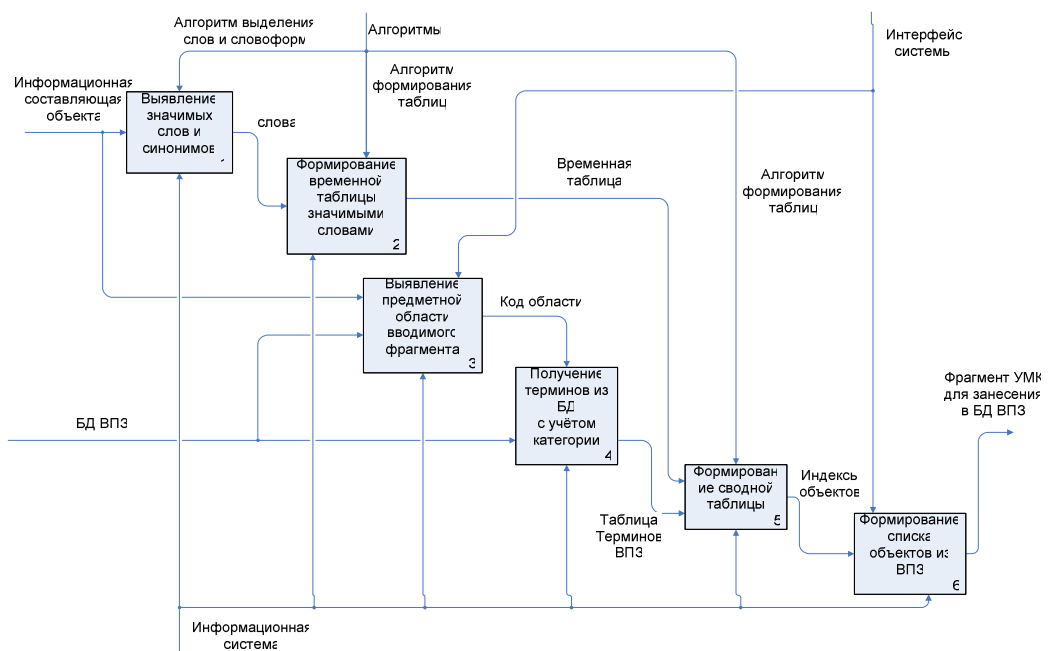 Алгоритм выделения
слов и словоформ
Алгоритмы
Интерфейс
системы
Информационная
составляющая
объекта
Алгоритм
формирования
таблиц
Выявление
значимых
слов и
синонимов
1
слова
Формирование
временной
таблицы
значимыми
словами
2
Временная
таблица
Алгоритм
формирования
таблиц
Выявление
предметной
области
вводимого
фрагмента
3
Код области
Получение
терминов из
БД
с учётом
категории
4
БД ВПЗ
Фрагмент УМК
для занесения
в БД ВПЗ
Формирован
ие сводной
таблицы
5
Индексы
объектов
Таблица
Терминов
ВПЗ
Формирование
списка
объектов из
ВПЗ
6
Информационная
система